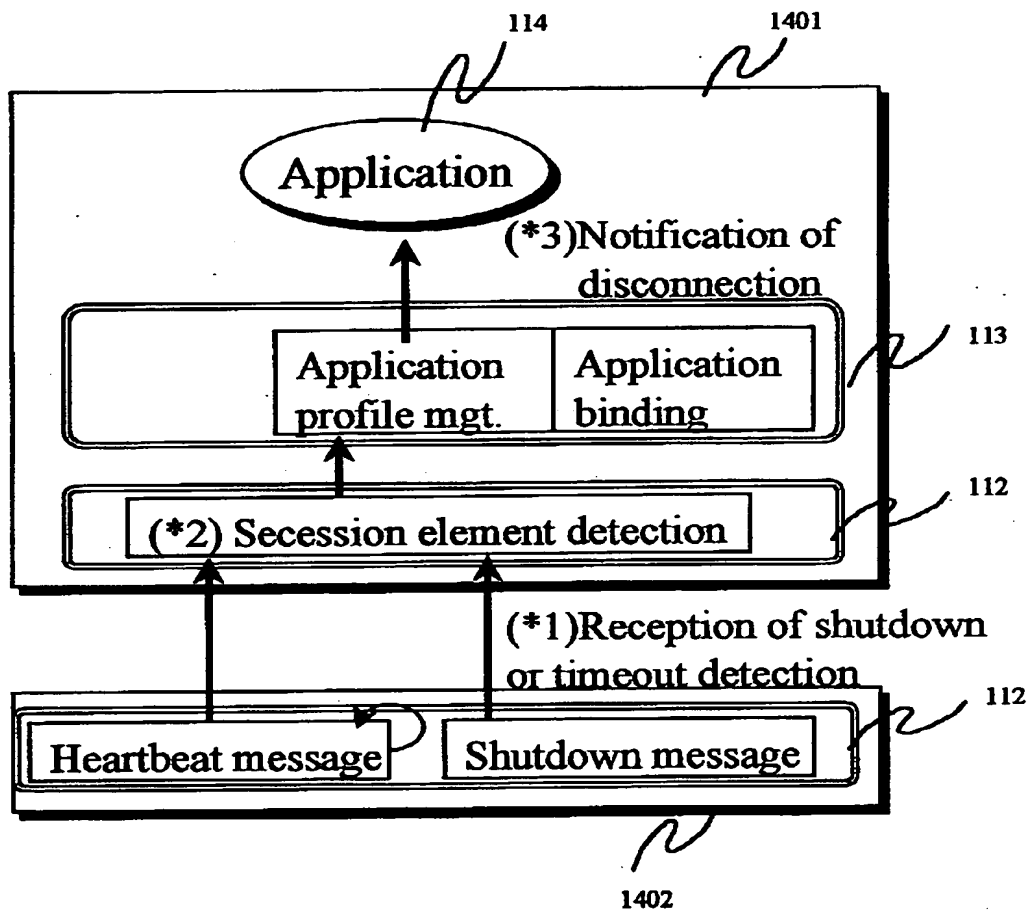 114
1401
Application
(*3)Notification of
disconnection
113
Application
profile mgt.
Application
binding
112
(*2) Secession element detection
(*1)Reception of shutdown
or timeout detection
112
Heartbeat message
Shutdown message
1402